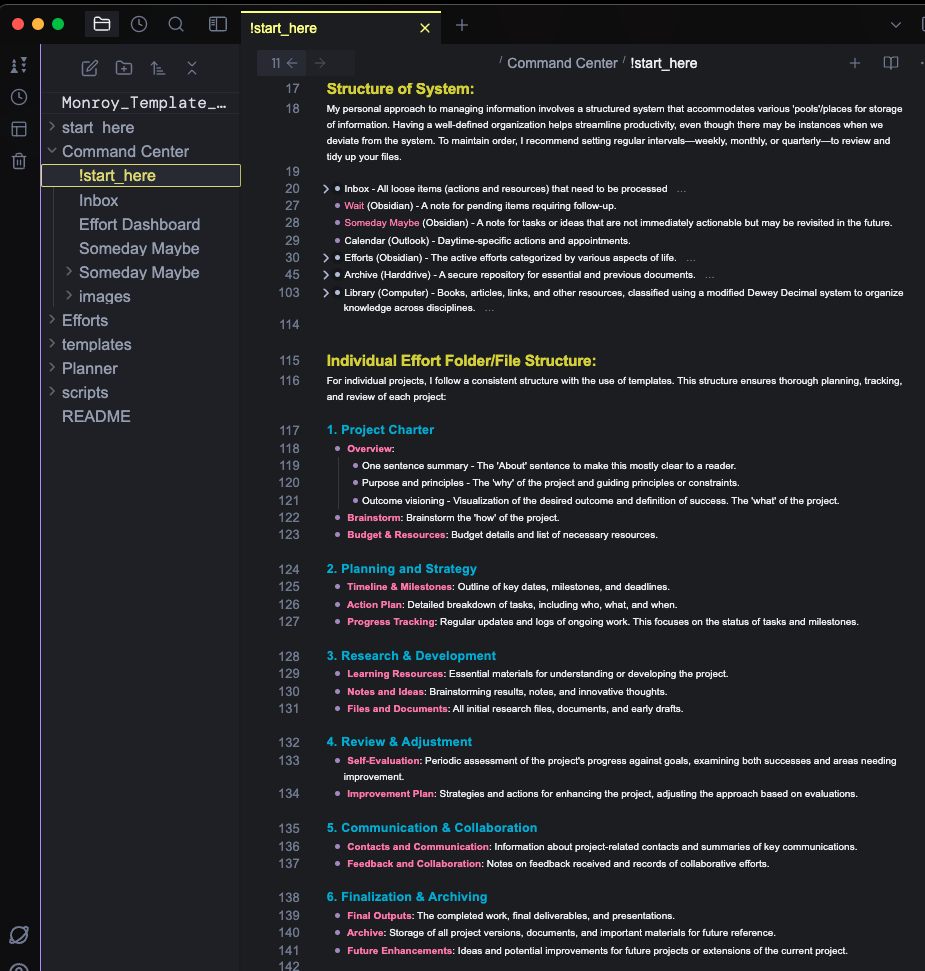 !start_here
Monroy_Template_…
start here
Command Center
!start_here
Inbox
Effort Dashboard
Someday Maybe
Someday Maybe
images
Efforts
templates
Planner
scripts
README
11
/ Command Center / !start_here
17 Structure of System:
18 My personal approach to managing information involves a structured system that accommodates various 'pools'/places for storage
of information. Having a well-defined organization helps streamline productivity, even though there may be instances when we
deviate from the system. To maintain order, I recommend setting regular intervals—weekly, monthly, or quarterly—to review and
tidy up your files.
19
20 Inbox - All loose items (actions and resources) that need to be processed …
27 Wait (Obsidian) - A note for pending items requiring follow-up.
28 Someday Maybe (Obsidian) - A note for tasks or ideas that are not immediately actionable but may be revisited in the future.
29 Calendar (Outlook) - Daytime-specific actions and appointments.
30 Efforts (Obsidian) - The active efforts categorized by various aspects of life. …
45 Archive (Harddrive) - A secure repository for essential and previous documents. …
103 Library (Computer) - Books, articles, links, and other resources, classified using a modified Dewey Decimal system to organize
knowledge across disciplines. …
114
115 Individual Effort Folder/File Structure:
116 For individual projects, I follow a consistent structure with the use of templates. This structure ensures thorough planning, tracking,
and review of each project:
117 1. Project Charter
118 Overview:
119 One sentence summary - The 'About' sentence to make this mostly clear to a reader.
120 Purpose and principles - The 'why' of the project and guiding principles or constraints.
121 Outcome visioning - Visualization of the desired outcome and definition of success. The 'what' of the project.
122 Brainstorm: Brainstorm the 'how' of the project.
123 Budget & Resources: Budget details and list of necessary resources.
124 2. Planning and Strategy
125 Timeline & Milestones: Outline of key dates, milestones, and deadlines.
126 Action Plan: Detailed breakdown of tasks, including who, what, and when.
127 Progress Tracking: Regular updates and logs of ongoing work. This focuses on the status of tasks and milestones.
128 3. Research & Development
129 Learning Resources: Essential materials for understanding or developing the project.
130 Notes and Ideas: Brainstorming results, notes, and innovative thoughts.
131 Files and Documents: All initial research files, documents, and early drafts.
132 4. Review & Adjustment
133 Self-Evaluation: Periodic assessment of the project's progress against goals, examining both successes and areas needing
improvement.
134 Improvement Plan: Strategies and actions for enhancing the project, adjusting the approach based on evaluations.
135 5. Communication & Collaboration
136 Contacts and Communication: Information about project-related contacts and summaries of key communications.
137 Feedback and Collaboration: Notes on feedback received and records of collaborative efforts.
138 6. Finalization & Archiving
139 Final Outputs: The completed work, final deliverables, and presentations.
140 Archive: Storage of all project versions, documents, and important materials for future reference.
141 Future Enhancements: Ideas and potential improvements for future projects or extensions of the current project.
142